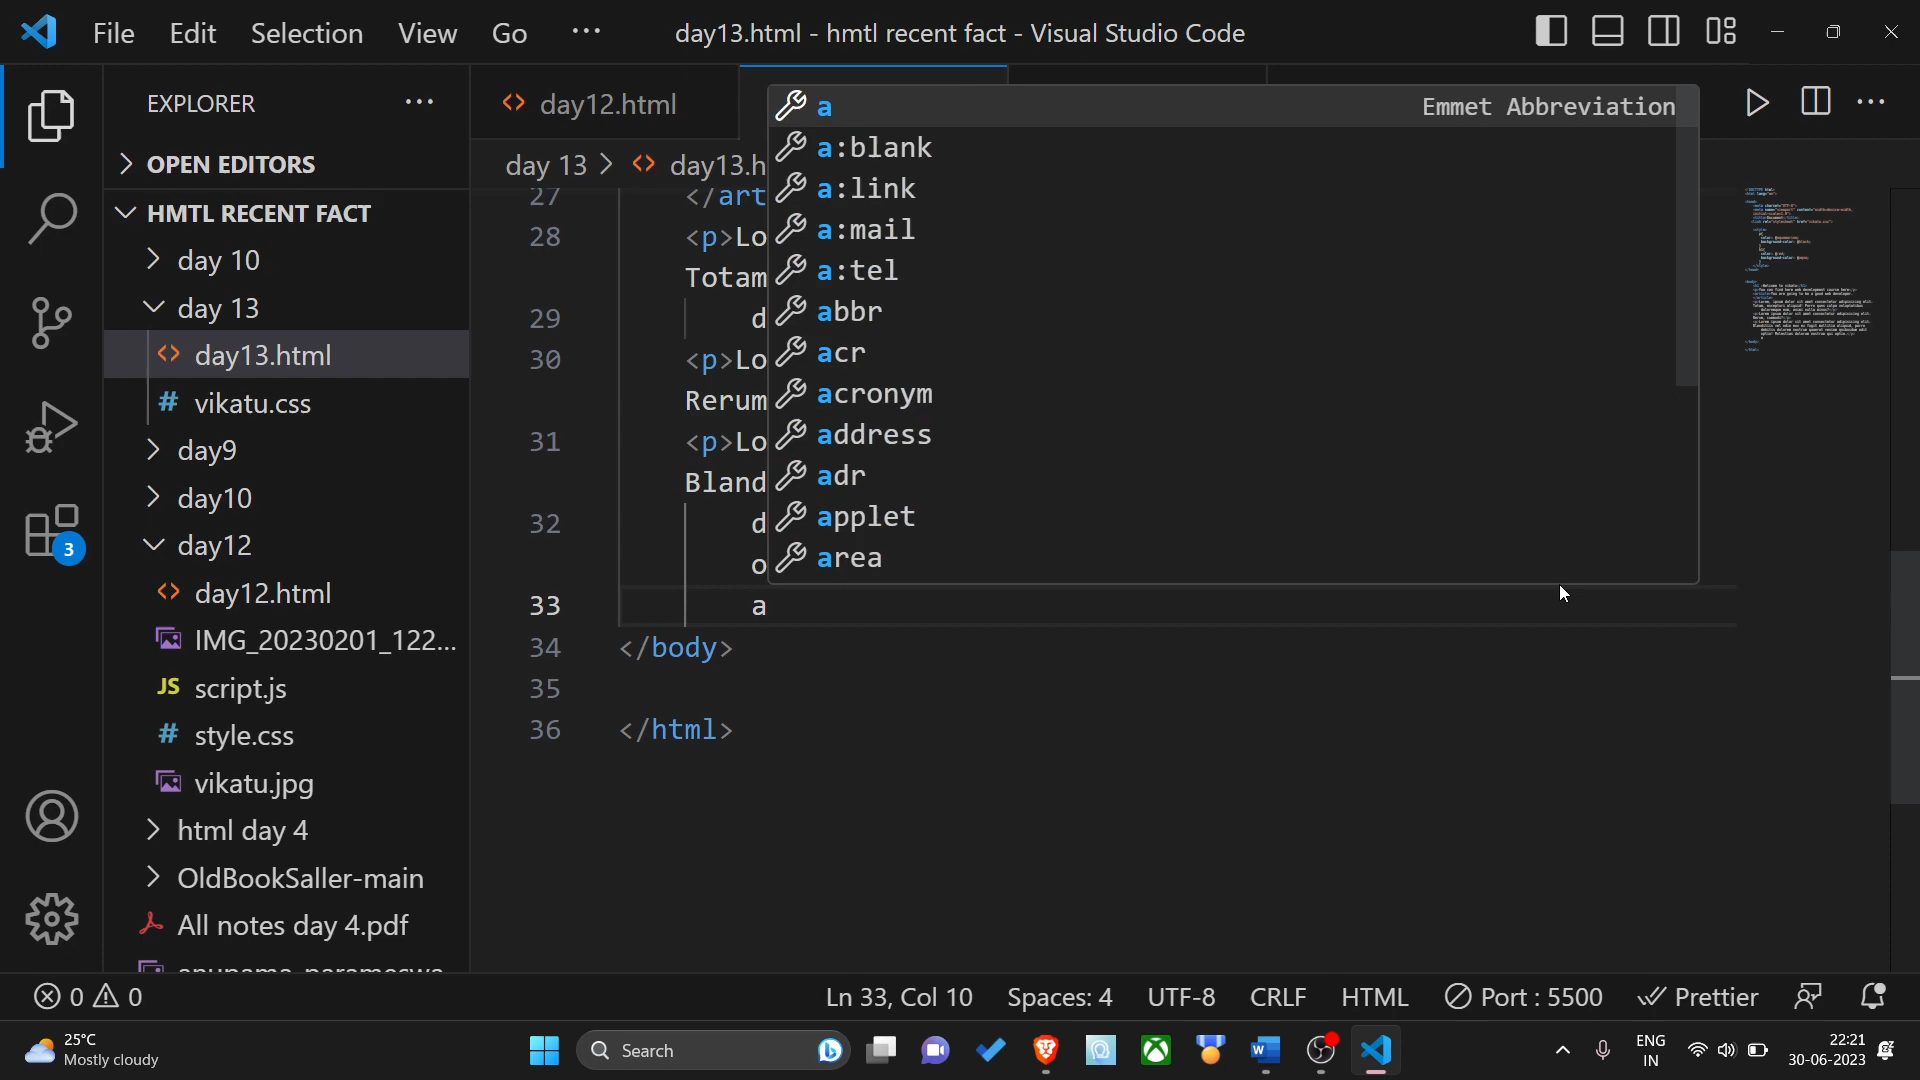 File Edit Selection View Go ··· day13.html - hmtl recent fact - Visual Studio Code
EXPLORER ···
OPEN EDITORS
HMTL RECENT FACT
day 10
day 13
day13.html
# vikatu.css
day9
day10
day12
day12.html
IMG_20230201_122...
JS script.js
# style.css
vikatu.jpg
html day 4
OldBookSaller-main
All notes day 4.pdf
3
day12.html
day 13 > day13.h
27 </art
28 <p>Lo
Totam
29 d
30 <p>Lo
Rerum
31 <p>Lo
Bland
32 d
o
33 a
34 </body>
35
36 </html>
a Emmet Abbreviation
a:blank
a:link
a:mail
a:tel
abbr
acr
acronym
address
adr
applet
area
0 0 Ln 33, Col 10 Spaces: 4 UTF-8 CRLF HTML Port : 5500 Prettier
25°C
Mostly cloudy
Search
ENG
IN
22:21
30-06-2023